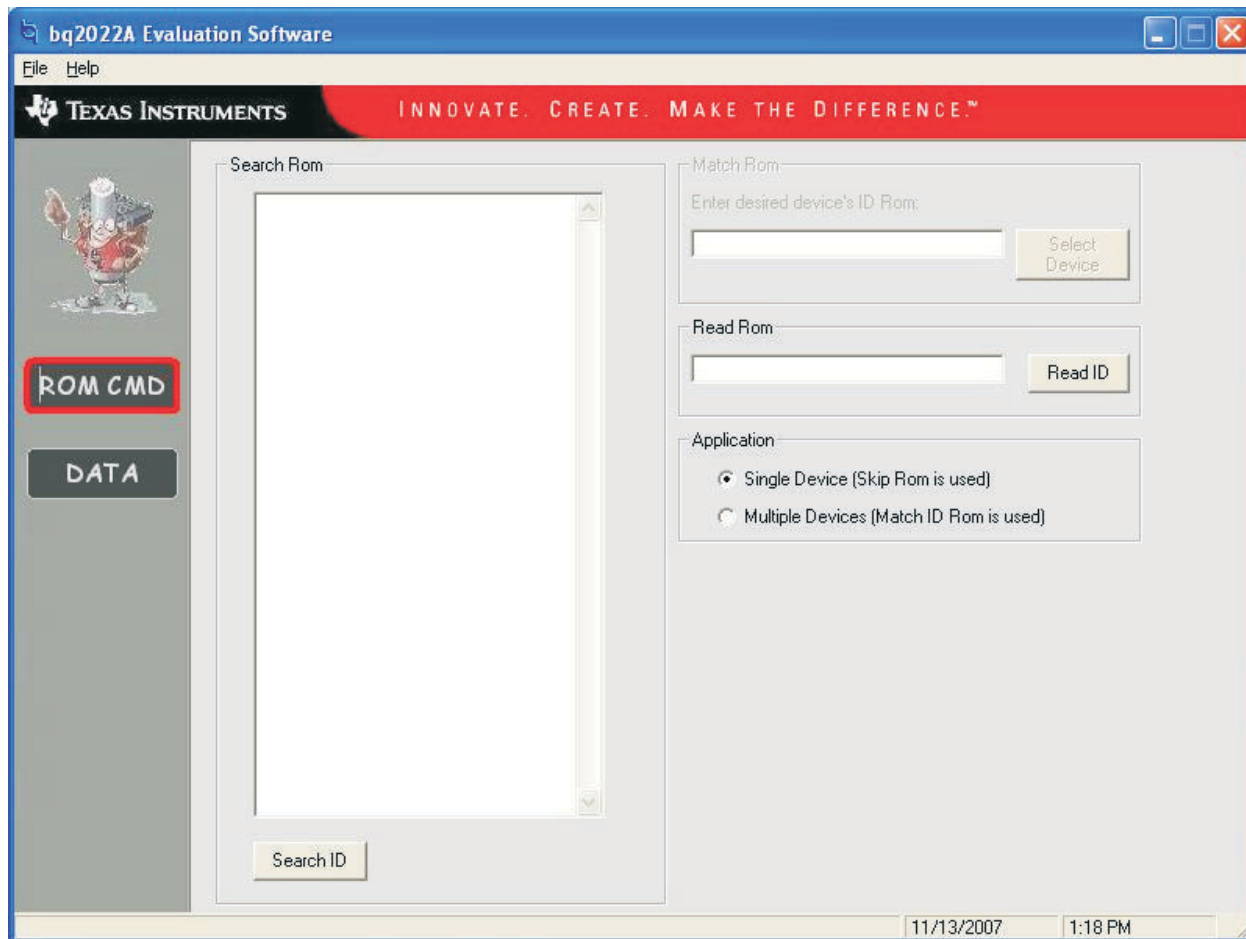 bq2022A Evaluation Software
File Help
TEXAS INSTRUMENTS
INNOVATE. CREATE. MAKE THE DIFFERENCE.™
ROM CMD
DATA
Search Rom
Search ID
Match Rom
Enter desired device's ID Rom:
Select
Device
Read Rom
Read ID
Application
Single Device (Skip Rom is used)
Multiple Devices (Match ID Rom is used)
11/13/2007 1:18 PM